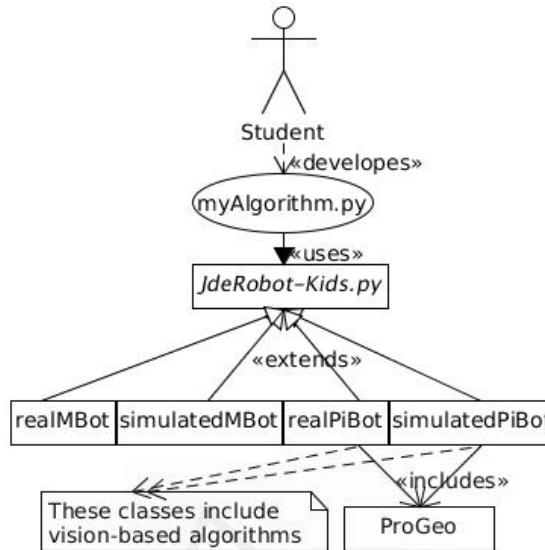 Student
«developes»
myAlgorithm.py
«uses»
JdeRobot-Kids.py
«extends»
realMBot simulatedMBot realPiBot simulatedPiBot
«includes»
These classes include
vision-based algorithms
ProGeo